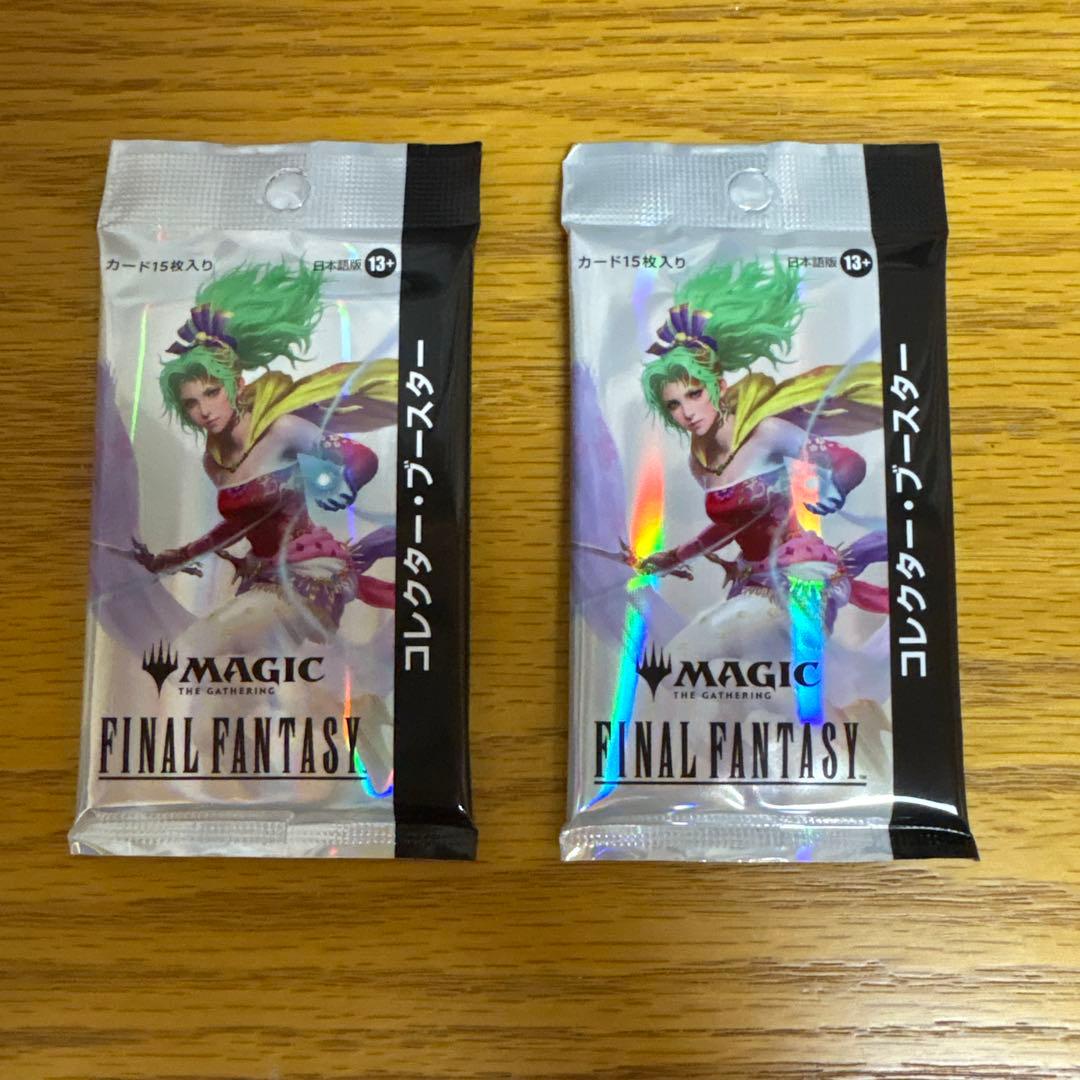 カード15枚入り
日本語版 13+
コレクター・ブースター
MAGIC
THE GATHERING
FINAL FANTASY
カード15枚入り
日本語版 13+
コレクター・ブースター
MAGIC
THE GATHERING
FINAL FANTASY